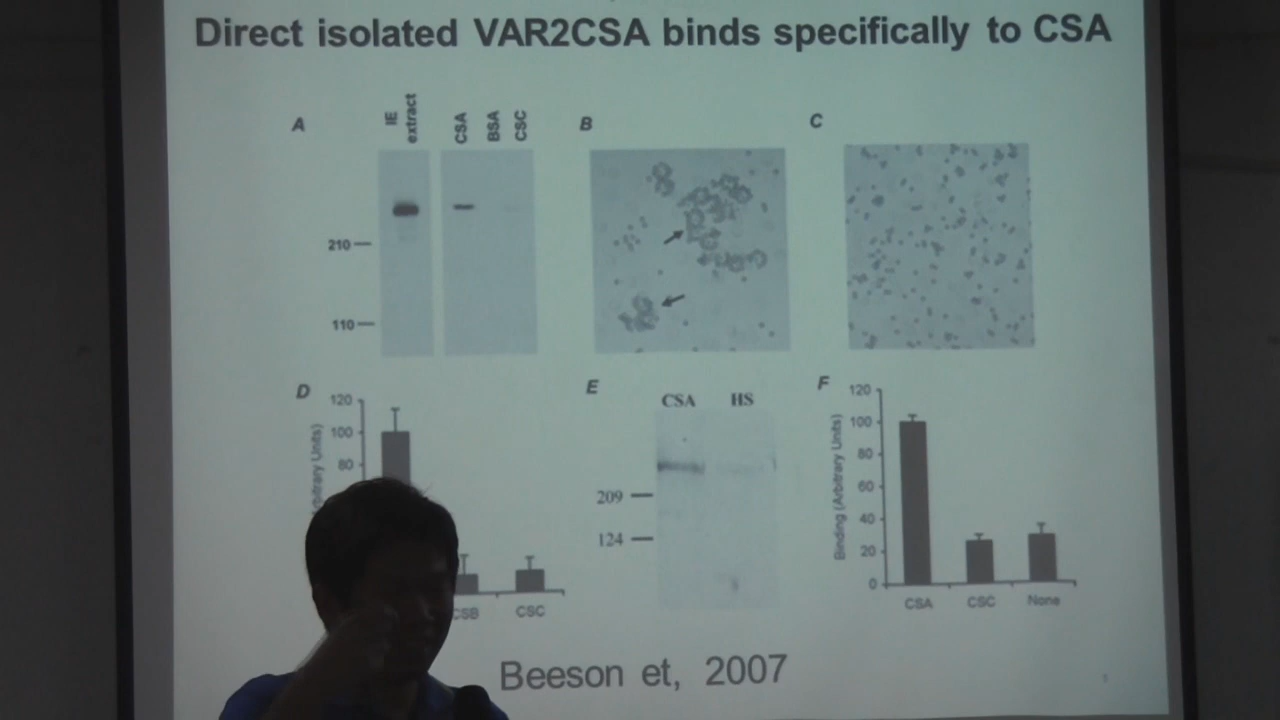 Direct isolated VAR2CSA binds specifically to CSA
A
IE
extract
CSA
BSA
CSC
210
110
B
C
D
120
100
80
bitrary Units)
CSB
CSC
E
CSA HS
209
124
F
Binding (Arbitrary Units)
120
100
80
60
40
20
0
CSA CSC None
Beeson et, 2007